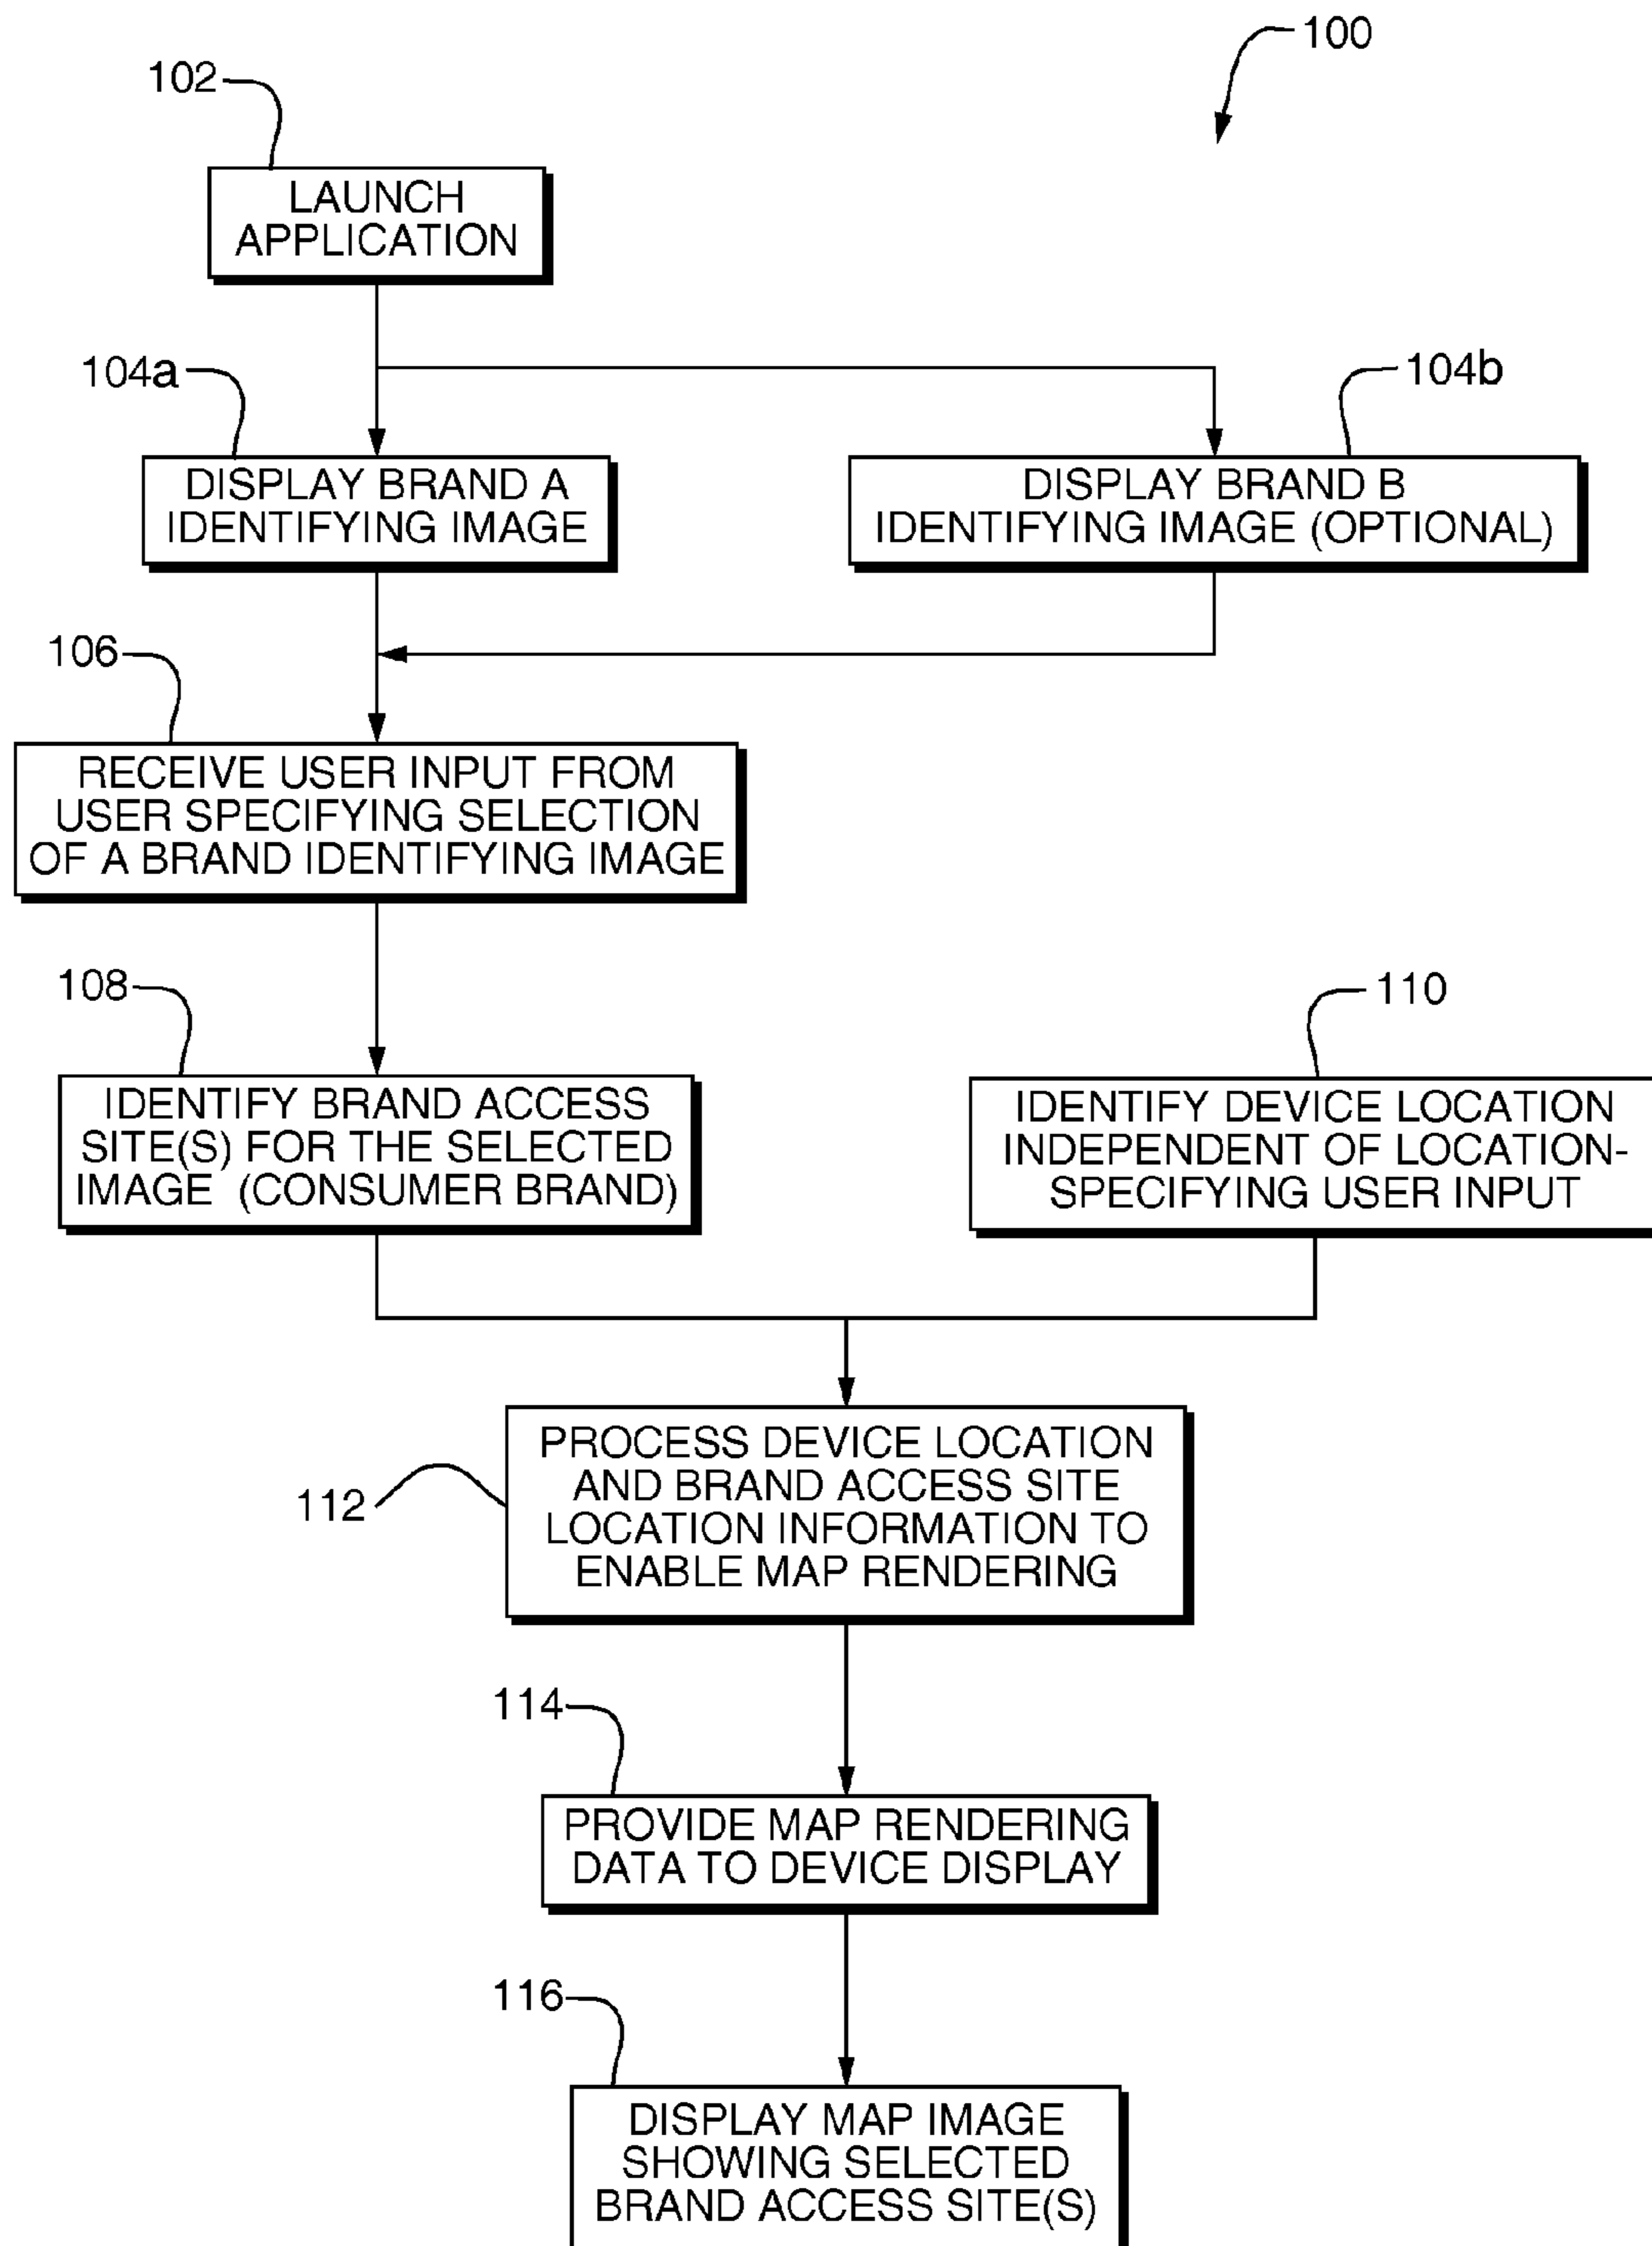 100
102
LAUNCH
APPLICATION
104a
104b
DISPLAY BRAND A
IDENTIFYING IMAGE
DISPLAY BRAND B
IDENTIFYING IMAGE (OPTIONAL)
106
RECEIVE USER INPUT FROM
USER SPECIFYING SELECTION
OF A BRAND IDENTIFYING IMAGE
108
110
IDENTIFY BRAND ACCESS
SITE(S) FOR THE SELECTED
IMAGE (CONSUMER BRAND)
IDENTIFY DEVICE LOCATION
INDEPENDENT OF LOCATION-
SPECIFYING USER INPUT
112
PROCESS DEVICE LOCATION
AND BRAND ACCESS SITE
LOCATION INFORMATION TO
ENABLE MAP RENDERING
114
PROVIDE MAP RENDERING
DATA TO DEVICE DISPLAY
116
DISPLAY MAP IMAGE
SHOWING SELECTED
BRAND ACCESS SITE(S)